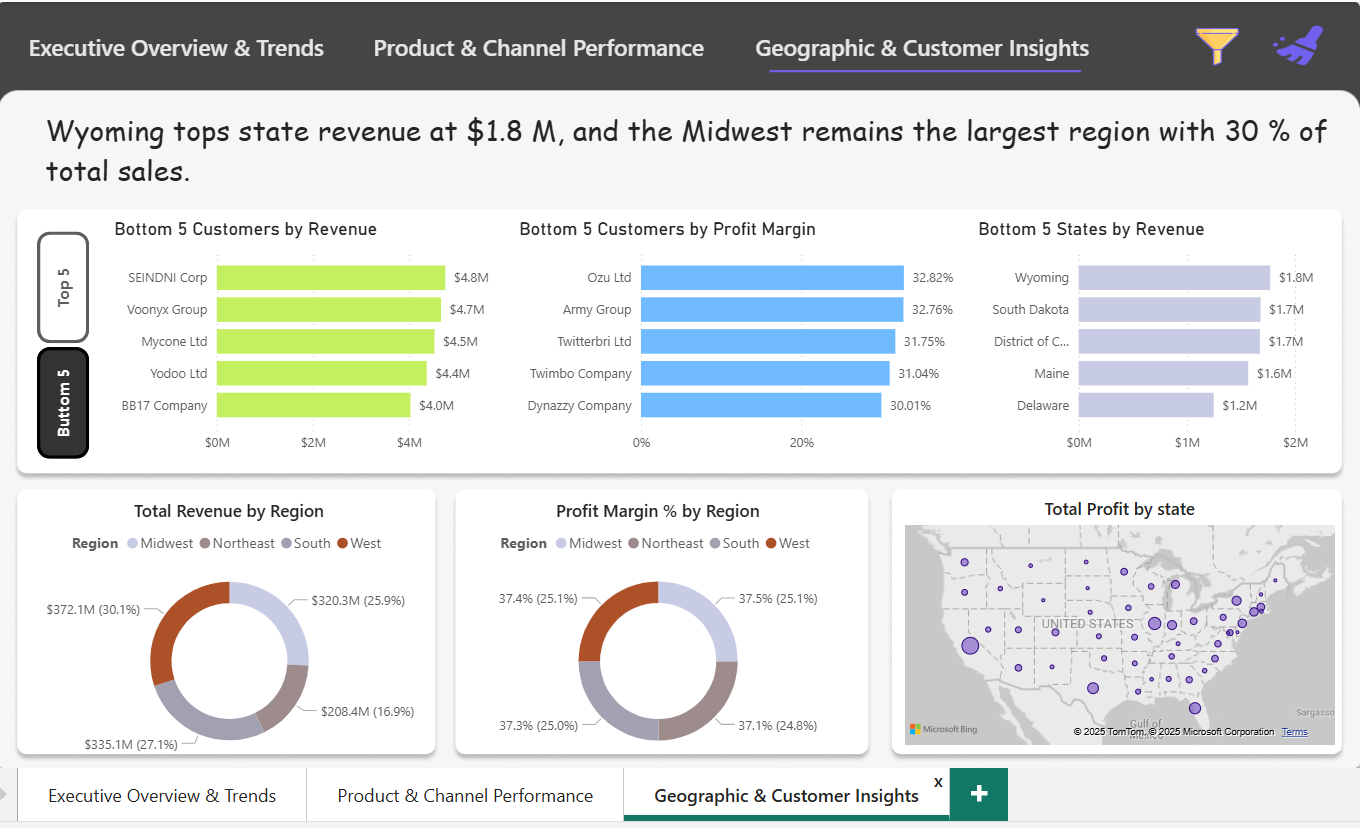 Executive Overview & Trends
Product & Channel Performance
Geographic & Customer Insights
Wyoming tops state revenue at $1.8 M, and the Midwest remains the largest region with 30 % of
total sales.
Top 5
Buttom 5
Bottom 5 Customers by Revenue
SEINDNI Corp $4.8M
Voonyx Group $4.7M
Mycone Ltd $4.5M
Yodoo Ltd $4.4M
BB17 Company $4.0M
$0M $2M $4M
Bottom 5 Customers by Profit Margin
Ozu Ltd 32.82%
Army Group 32.76%
Twitterbri Ltd 31.75%
Twimbo Company 31.04%
Dynazzy Company 30.01%
0% 20%
Bottom 5 States by Revenue
Wyoming $1.8M
South Dakota $1.7M
District of C... $1.7M
Maine $1.6M
Delaware $1.2M
$0M $1M $2M
Total Revenue by Region
Region Midwest Northeast South West
$372.1M (30.1%)
$320.3M (25.9%)
$208.4M (16.9%)
$335.1M (27.1%)
Profit Margin % by Region
Region Midwest Northeast South West
37.4% (25.1%)
37.5% (25.1%)
37.3% (25.0%)
37.1% (24.8%)
Total Profit by state
UNITED STATES
Gulf of
Sargasso
Microsoft Bing
© 2025 TomTom, © 2025 Microsoft Corporation Terms
Executive Overview & Trends
Product & Channel Performance
Geographic & Customer Insights
x
+